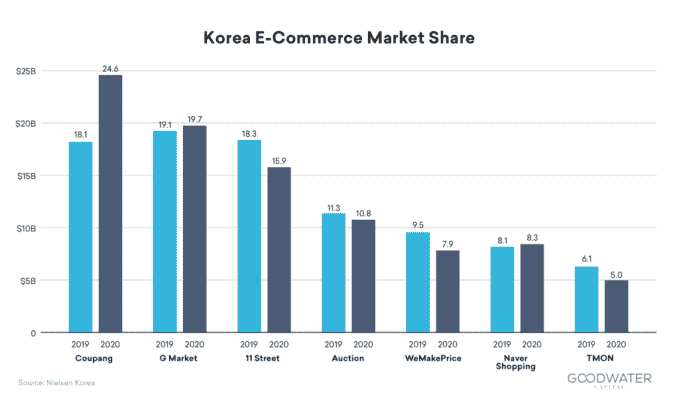 Korea E-Commerce Market Share
$25B
$20B
$15B
$10B
$5B
0
18.1 24.6
19.1 19.7
18.3 15.9
11.3 10.8
9.5 7.9
8.1 8.3
6.1 5.0
2019 2020 2019 2020 2019 2020 2019 2020 2019 2020 2019 2020 2019 2020
Coupang G Market 11 Street Auction WeMakePrice Naver TMON
Shopping
Source: Nielsen Korea
GOODWATER
CAPITAL